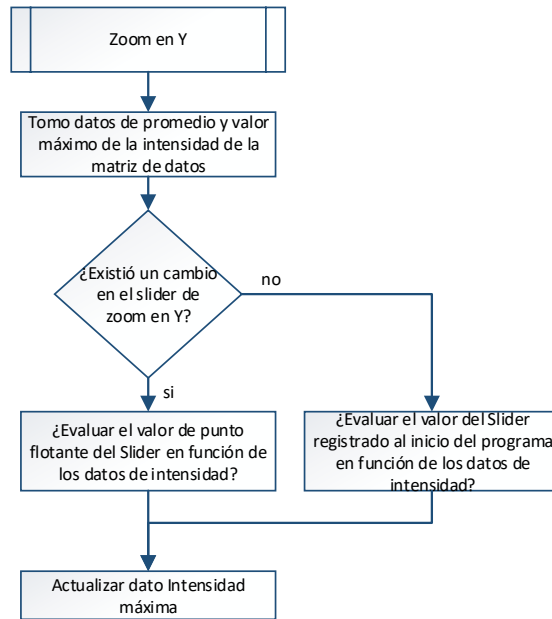 Zoom en Y
Tomo datos de promedio y valor
máximo de la intensidad de la
matriz de datos
¿Existió un cambio
en el slider de
zoom en Y?
no
si
¿Evaluar el valor de punto
flotante del Slider en función de
los datos de intensidad?
¿Evaluar el valor del Slider
registrado al inicio del programa
en función de los datos de
intensidad?
Actualizar dato Intensidad
máxima